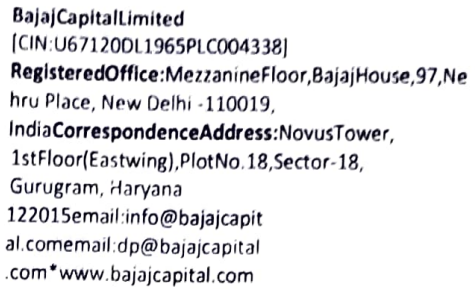 BajajCapitalLimited
[CIN:U67120DL1965PLC004338]
RegisteredOffice:MezzanineFloor,BajajHouse,97,Ne
hru Place, New Delhi -110019,
IndiaCorrespondenceAddress:NovusTower,
1stFloor(Eastwing),PlotNo.18,Sector-18,
Gurugram, Haryana
122015email:info@bajajcapit
al.comemail:dp@bajajcapital
.com*www.bajajcapital.com